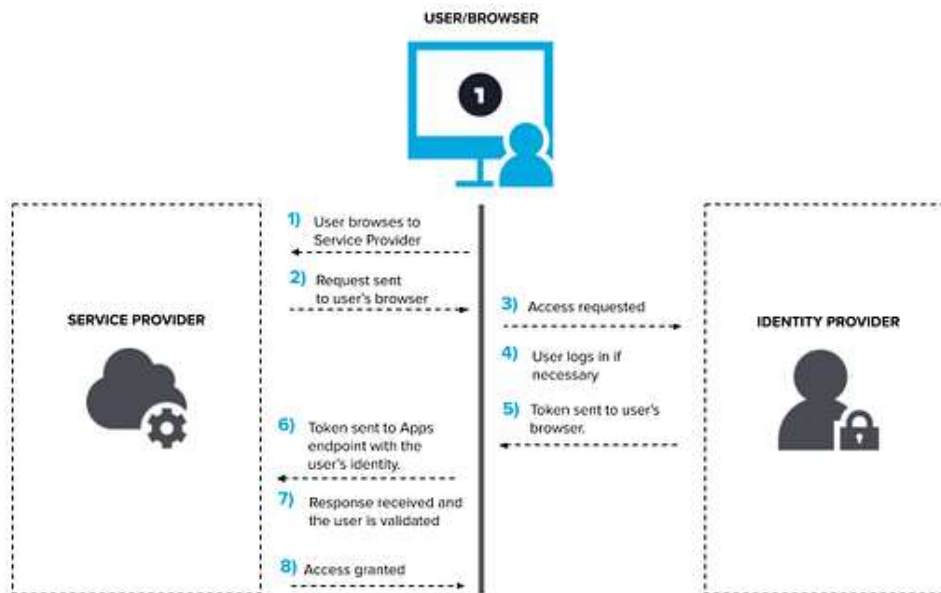 USER/BROWSER
1
1) User browses to
Service Provider
2) Request sent
to user's browser
SERVICE PROVIDER
3) Access requested
IDENTITY PROVIDER
4) User logs in if
necessary
5) Token sent to user's
browser.
6) Token sent to Apps
endpoint with the
user's identity.
7) Response received and
the user is validated
8) Access granted